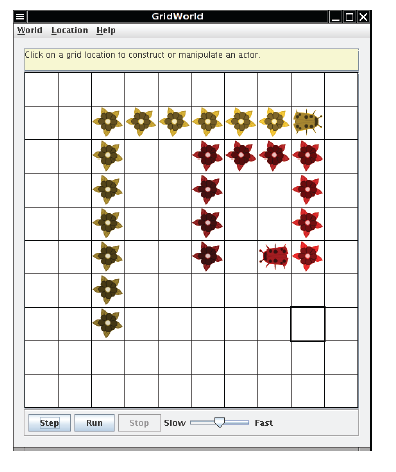 GridWorld
World Location Help
Click on a grid location to construct or manipulate an actor.
Step Run Stop Slow Fast